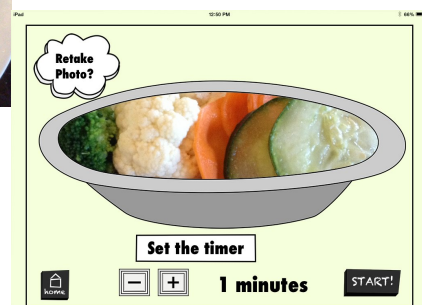 iPad
12:50 PM
66%
Retake
Photo?
Set the timer
1 minutes
home
START!